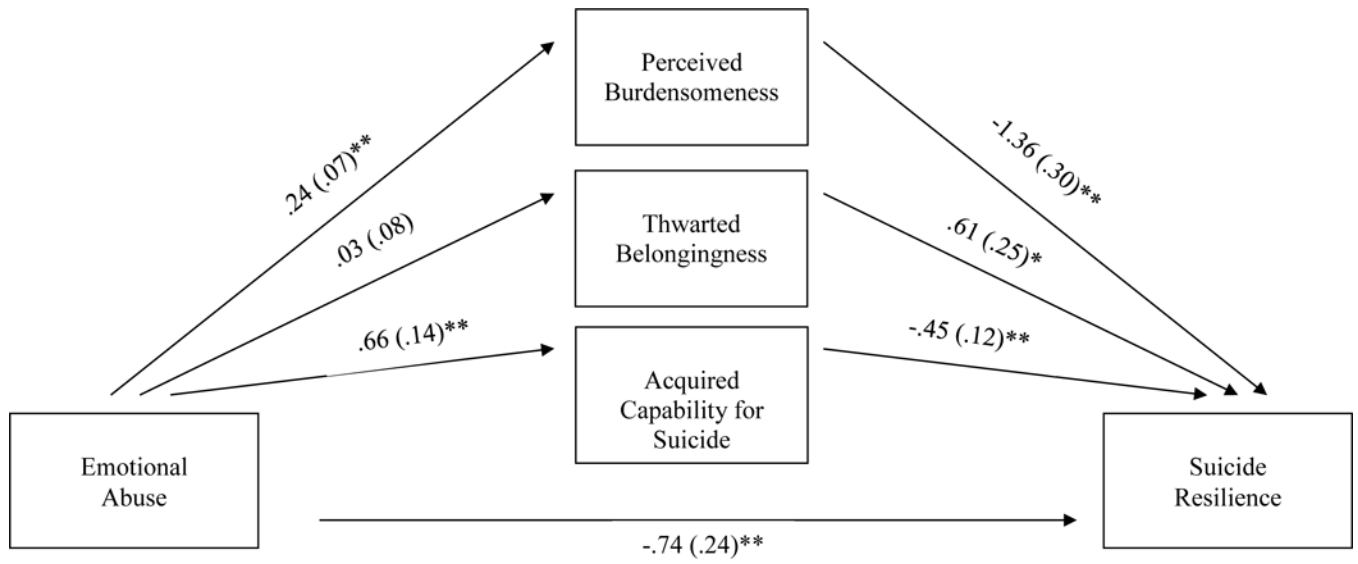 Perceived
Burdensomeness
-1.36 (.30)**
.24 (.07)**
Thwarted
Belongingness
.03 (.08)
.61 (.25)*
.66 (.14)**
-.45 (.12)**
Acquired
Capability for
Suicide
Emotional
Abuse
Suicide
Resilience
-.74 (.24)**